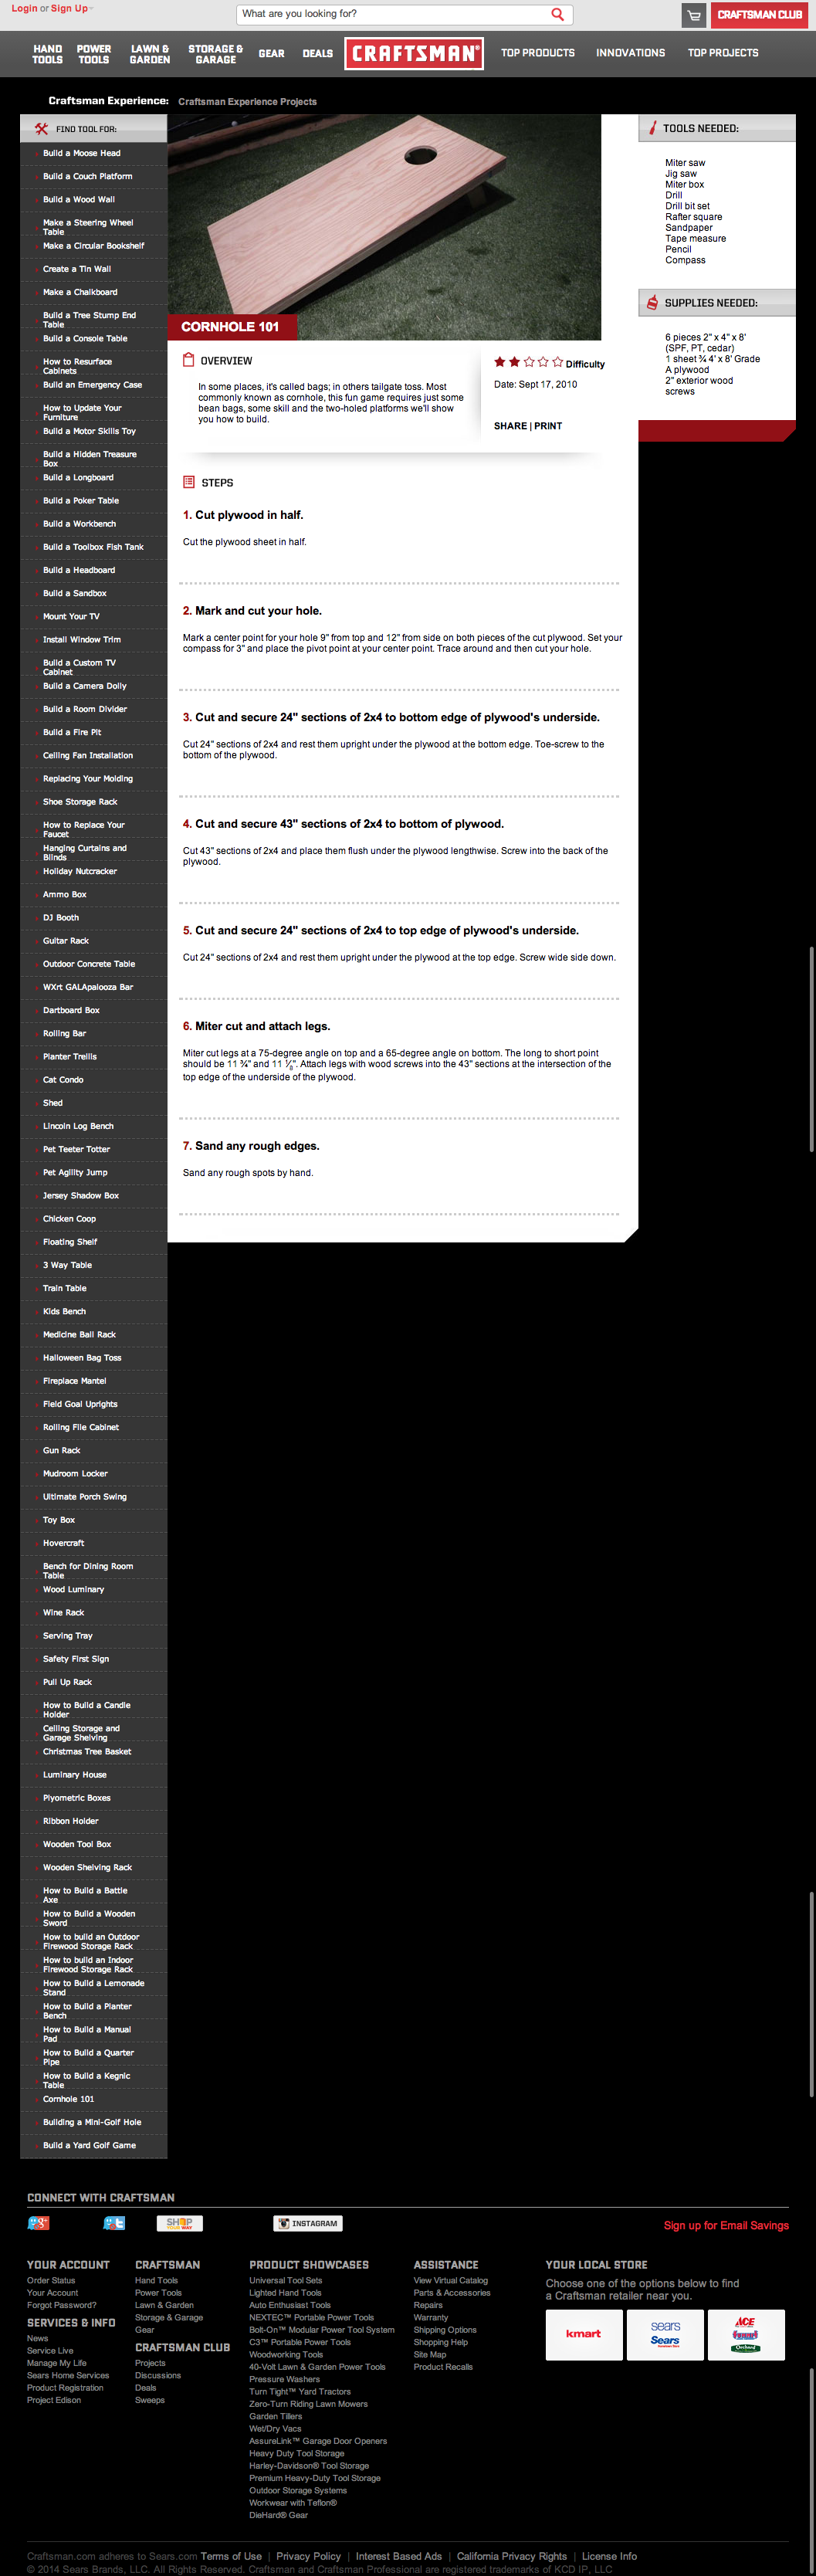 Login or Sign Up
What are you looking for?
CRAFTSMAN CLUB
HAND TOOLS
POWER TOOLS
LAWN & GARDEN
STORAGE & GARAGE
GEAR
DEALS
CRAFTSMAN®
TOP PRODUCTS
INNOVATIONS
TOP PROJECTS
Craftsman Experience: Craftsman Experience Projects
FIND TOOL FOR:
Build a Moose Head
Build a Couch Platform
Build a Wood Wall
Make a Steering Wheel
Table
Make a Circular Bookshelf
Create a Tin Wall
Make a Chalkboard
Build a Tree Stump End
Table
Build a Console Table
How to Resurface
Cabinets
Build an Emergency Case
How to Update Your
Furniture
Build a Motor Skills Toy
Build a Hidden Treasure
Box
Build a Longboard
Build a Poker Table
Build a Workbench
Build a Toolbox Fish Tank
Build a Headboard
Build a Sandbox
Mount Your TV
Install Window Trim
Build a Custom TV
Cabinet
Build a Camera Dolly
Build a Room Divider
Build a Fire Pit
Ceiling Fan Installation
Replacing Your Molding
Shoe Storage Rack
How to Replace Your
Faucet
Hanging Curtains and
Blinds
Holiday Nutcracker
Ammo Box
DJ Booth
Guitar Rack
Outdoor Concrete Table
WXrt GALApalooza Bar
Dartboard Box
Rolling Bar
Planter Trellis
Cat Condo
Shed
Lincoln Log Bench
Pet Teeter Totter
Pet Agility Jump
Jersey Shadow Box
Chicken Coop
Floating Shelf
3 Way Table
Train Table
Kids Bench
Medicine Ball Rack
Halloween Bag Toss
Fireplace Mantel
Field Goal Uprights
Rolling File Cabinet
Gun Rack
Mudroom Locker
Ultimate Porch Swing
Toy Box
Hovercraft
Bench for Dining Room
Table
Wood Luminary
Wine Rack
Serving Tray
Safety First Sign
Pull Up Rack
How to Build a Candle
Holder
Ceiling Storage and
Garage Shelving
Christmas Tree Basket
Luminary House
Plyometric Boxes
Ribbon Holder
Wooden Tool Box
Wooden Shelving Rack
How to Build a Battle
Axe
How to Build a Wooden
Sword
How to build an Outdoor
Firewood Storage Rack
How to build an Indoor
Firewood Storage Rack
How to Build a Lemonade
Stand
How to Build a Planter
Bench
How to Build a Manual
Pad
How to Build a Quarter
Pipe
How to Build a Kegnic
Table
Cornhole 101
Building a Mini-Golf Hole
Build a Yard Golf Game
CORNHOLE 101
OVERVIEW
In some places, it's called bags; in others tailgate toss. Most
commonly known as cornhole, this fun game requires just some
bean bags, some skill and the two-holed platforms we'll show
you how to build.
Difficulty
Date: Sept 17, 2010
SHARE | PRINT
STEPS
1. Cut plywood in half.
Cut the plywood sheet in half.
2. Mark and cut your hole.
Mark a center point for your hole 9" from top and 12" from side on both pieces of the cut plywood. Set your
compass for 3" and place the pivot point at your center point. Trace around and then cut your hole.
3. Cut and secure 24" sections of 2x4 to bottom edge of plywood's underside.
Cut 24" sections of 2x4 and rest them upright under the plywood at the bottom edge. Toe-screw to the
bottom of the plywood.
4. Cut and secure 43" sections of 2x4 to bottom of plywood.
Cut 43" sections of 2x4 and place them flush under the plywood lengthwise. Screw into the back of the
plywood.
5. Cut and secure 24" sections of 2x4 to top edge of plywood's underside.
Cut 24" sections of 2x4 and rest them upright under the plywood at the top edge. Screw wide side down.
6. Miter cut and attach legs.
Miter cut legs at a 75-degree angle on top and a 65-degree angle on bottom. The long to short point
should be 11 ¾" and 11 ⅛". Attach legs with wood screws into the 43" sections at the intersection of the
top edge of the underside of the plywood.
7. Sand any rough edges.
Sand any rough spots by hand.
TOOLS NEEDED:
Miter saw
Jig saw
Miter box
Drill
Drill bit set
Rafter square
Sandpaper
Tape measure
Pencil
Compass
SUPPLIES NEEDED:
6 pieces 2" x 4" x 8'
(SPF, PT, cedar)
1 sheet ¾ 4' x 8' Grade
A plywood
2" exterior wood
screws
CONNECT WITH CRAFTSMAN
SHOP YOUR WAY
INSTAGRAM
Sign up for Email Savings
YOUR ACCOUNT
Order Status
Your Account
Forgot Password?
SERVICES & INFO
News
Service Live
Manage My Life
Sears Home Services
Product Registration
Project Edison
CRAFTSMAN
Hand Tools
Power Tools
Lawn & Garden
Storage & Garage
Gear
CRAFTSMAN CLUB
Projects
Discussions
Deals
Sweeps
PRODUCT SHOWCASES
Universal Tool Sets
Lighted Hand Tools
Auto Enthusiast Tools
NEXTEC™ Portable Power Tools
Bolt-On™ Modular Power Tool System
C3™ Portable Power Tools
Woodworking Tools
40-Volt Lawn & Garden Power Tools
Pressure Washers
Turn Tight™ Yard Tractors
Zero-Turn Riding Lawn Mowers
Garden Tillers
Wet/Dry Vacs
AssureLink™ Garage Door Openers
Heavy Duty Tool Storage
Harley-Davidson® Tool Storage
Premium Heavy-Duty Tool Storage
Outdoor Storage Systems
Workwear with Teflon®
DieHard® Gear
ASSISTANCE
View Virtual Catalog
Parts & Accessories
Repairs
Warranty
Shipping Options
Shopping Help
Site Map
Product Recalls
YOUR LOCAL STORE
Choose one of the options below to find
a Craftsman retailer near you.
kmart
sears
Sears
ACE
Orchard
Craftsman.com adheres to Sears.com Terms of Use | Privacy Policy | Interest Based Ads | California Privacy Rights | License Info
© 2014 Sears Brands, LLC. All Rights Reserved. Craftsman and Craftsman Professional are registered trademarks of KCD IP, LLC